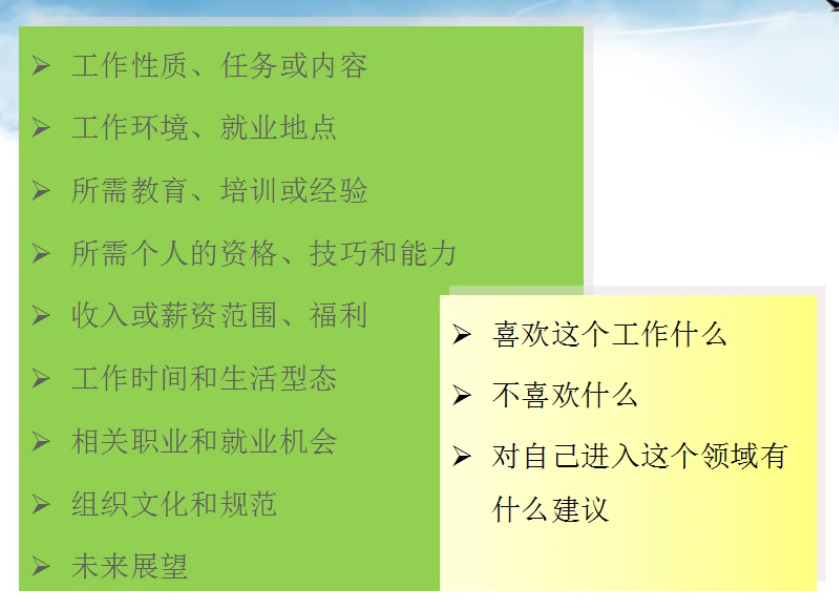 ➢ 工作性质、任务或内容
➢ 工作环境、就业地点
➢ 所需教育、培训或经验
➢ 所需个人的资格、技巧和能力
➢ 收入或薪资范围、福利
➢ 工作时间和生活型态
➢ 相关职业和就业机会
➢ 组织文化和规范
➢ 未来展望
➢ 喜欢这个工作什么
➢ 不喜欢什么
➢ 对自己进入这个领域有
什么建议